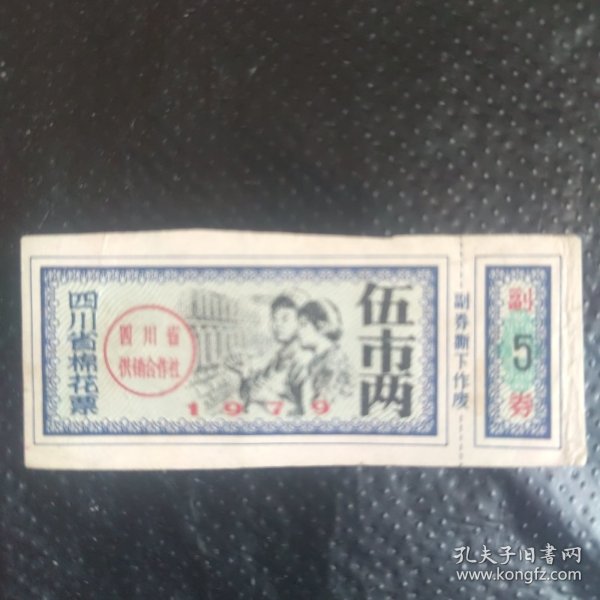 四川省棉花票
四川省
供销合作社
1979
伍市两
副券撕下作废
副
5
券
孔夫子旧书网
www.kongfz.com